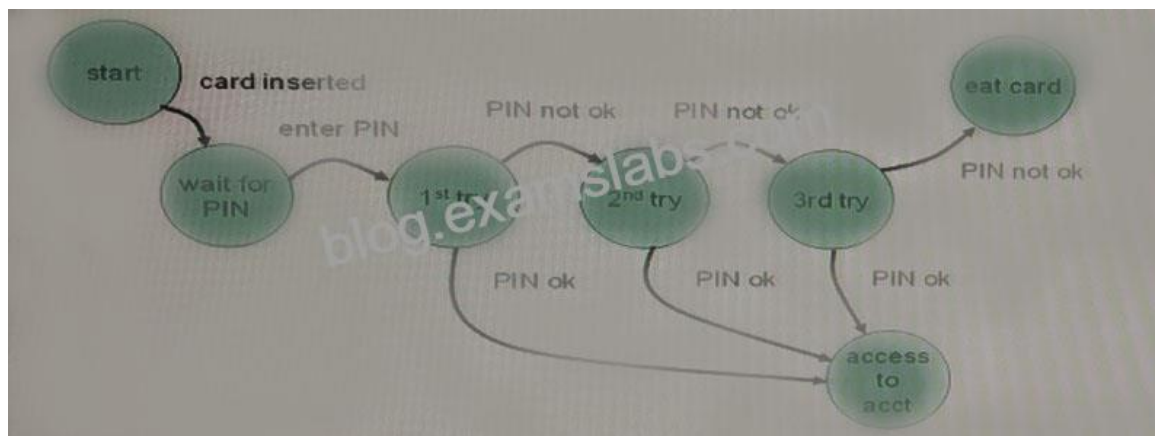 start
card inserted
enter PIN
wait for
PIN
PIN not ok
PIN not ok
eat card
PIN not ok
1st try
2nd try
3rd try
blog.examslabs.com
PIN ok
PIN ok
PIN ok
access
to
acct